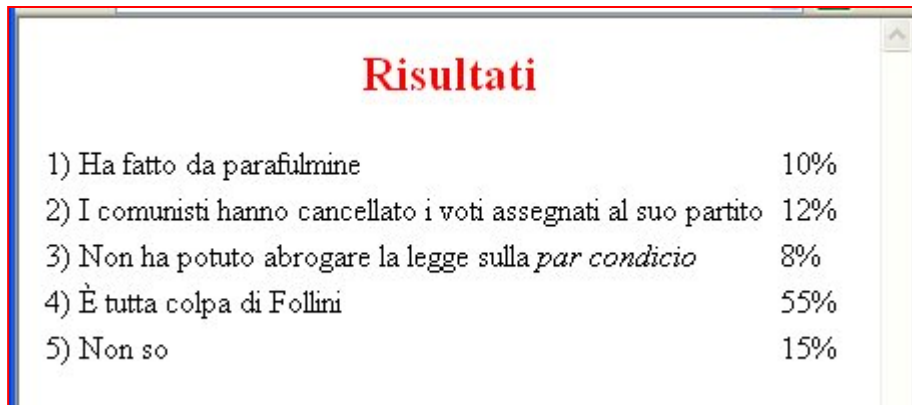 Risultati
1) Ha fatto da parafulmine 10%
2) I comunisti hanno cancellato i voti assegnati al suo partito 12%
3) Non ha potuto abrogare la legge sulla par condicio 8%
4) È tutta colpa di Follini 55%
5) Non so 15%